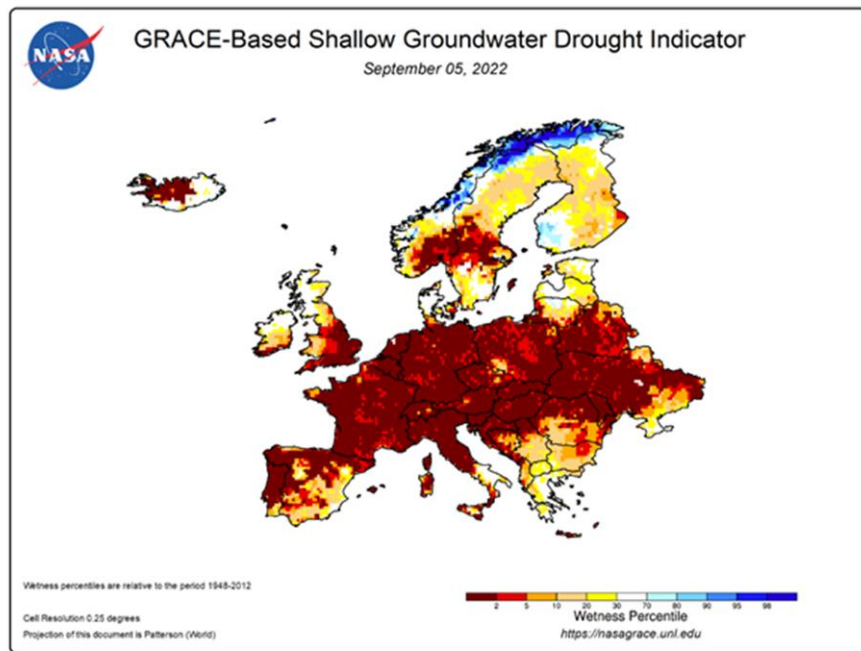 NASA
GRACE-Based Shallow Groundwater Drought Indicator
September 05, 2022
Wetness percentiles are relative to the period 1948-2012
Cell Resolution 0.25 degrees
Projection of this document is Patterson (World)
2 5 10 20 30 70 80 90 95 98
Wetness Percentile
https://nasagrace.unl.edu